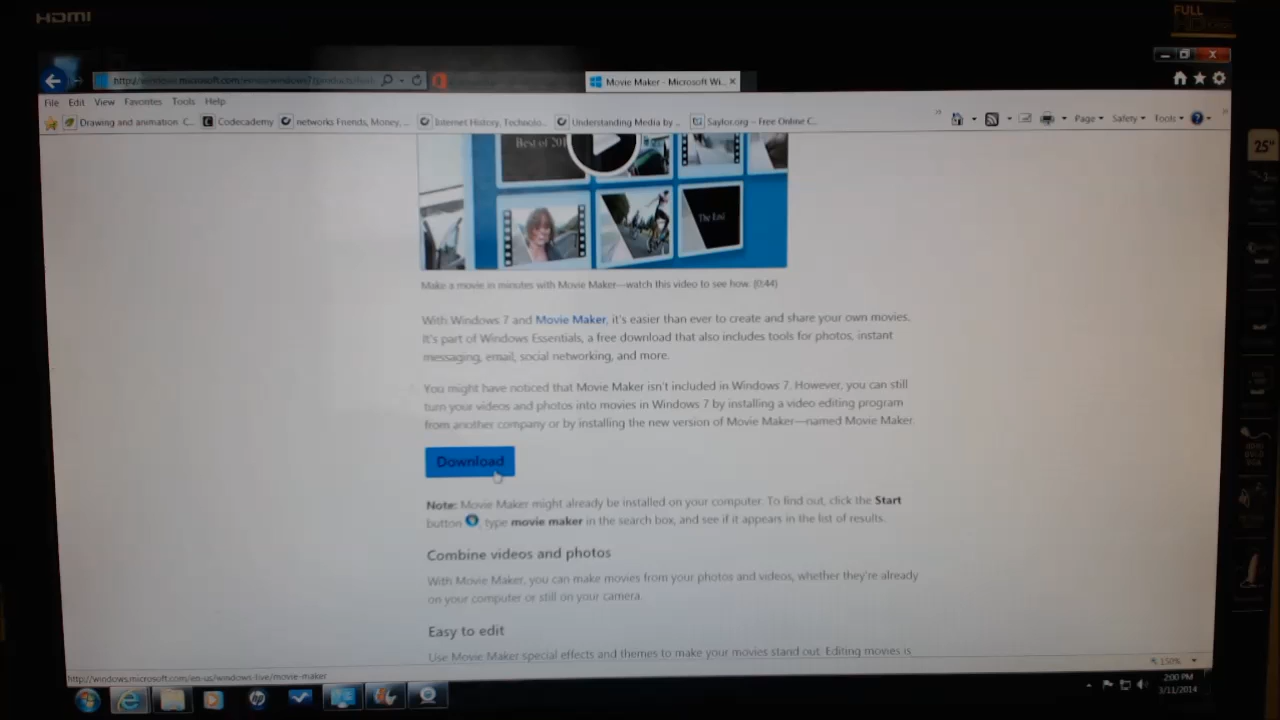 HDMI
FULL
Movie Maker - Microsoft Wi...
File Edit View Favorites Tools Help
Drawing and animation C... Codecademy networks Friends, Money, ... Internet History, Technolo... Understanding Media by ... Saylor.org – Free Online C...
Page Safety Tools
25"
Best of 201
The End
Make a movie in minutes with Movie Maker—watch this video to see how. (0:44)
With Windows 7 and Movie Maker, it's easier than ever to create and share your own movies.
It's part of Windows Essentials, a free download that also includes tools for photos, instant
messaging, email, social networking, and more.
You might have noticed that Movie Maker isn't included in Windows 7. However, you can still
turn your videos and photos into movies in Windows 7 by installing a video editing program
from another company or by installing the new version of Movie Maker—named Movie Maker.
Download
Note: Movie Maker might already be installed on your computer. To find out, click the Start
button , type movie maker in the search box, and see if it appears in the list of results.
Combine videos and photos
With Movie Maker, you can make movies from your photos and videos, whether they're already
on your computer or still on your camera.
Easy to edit
Use Movie Maker special effects and themes to make your movies stand out. Editing movies is
150%
http://windows.microsoft.com/en-us/windows-live/movie-maker
2:00 PM
3/11/2014